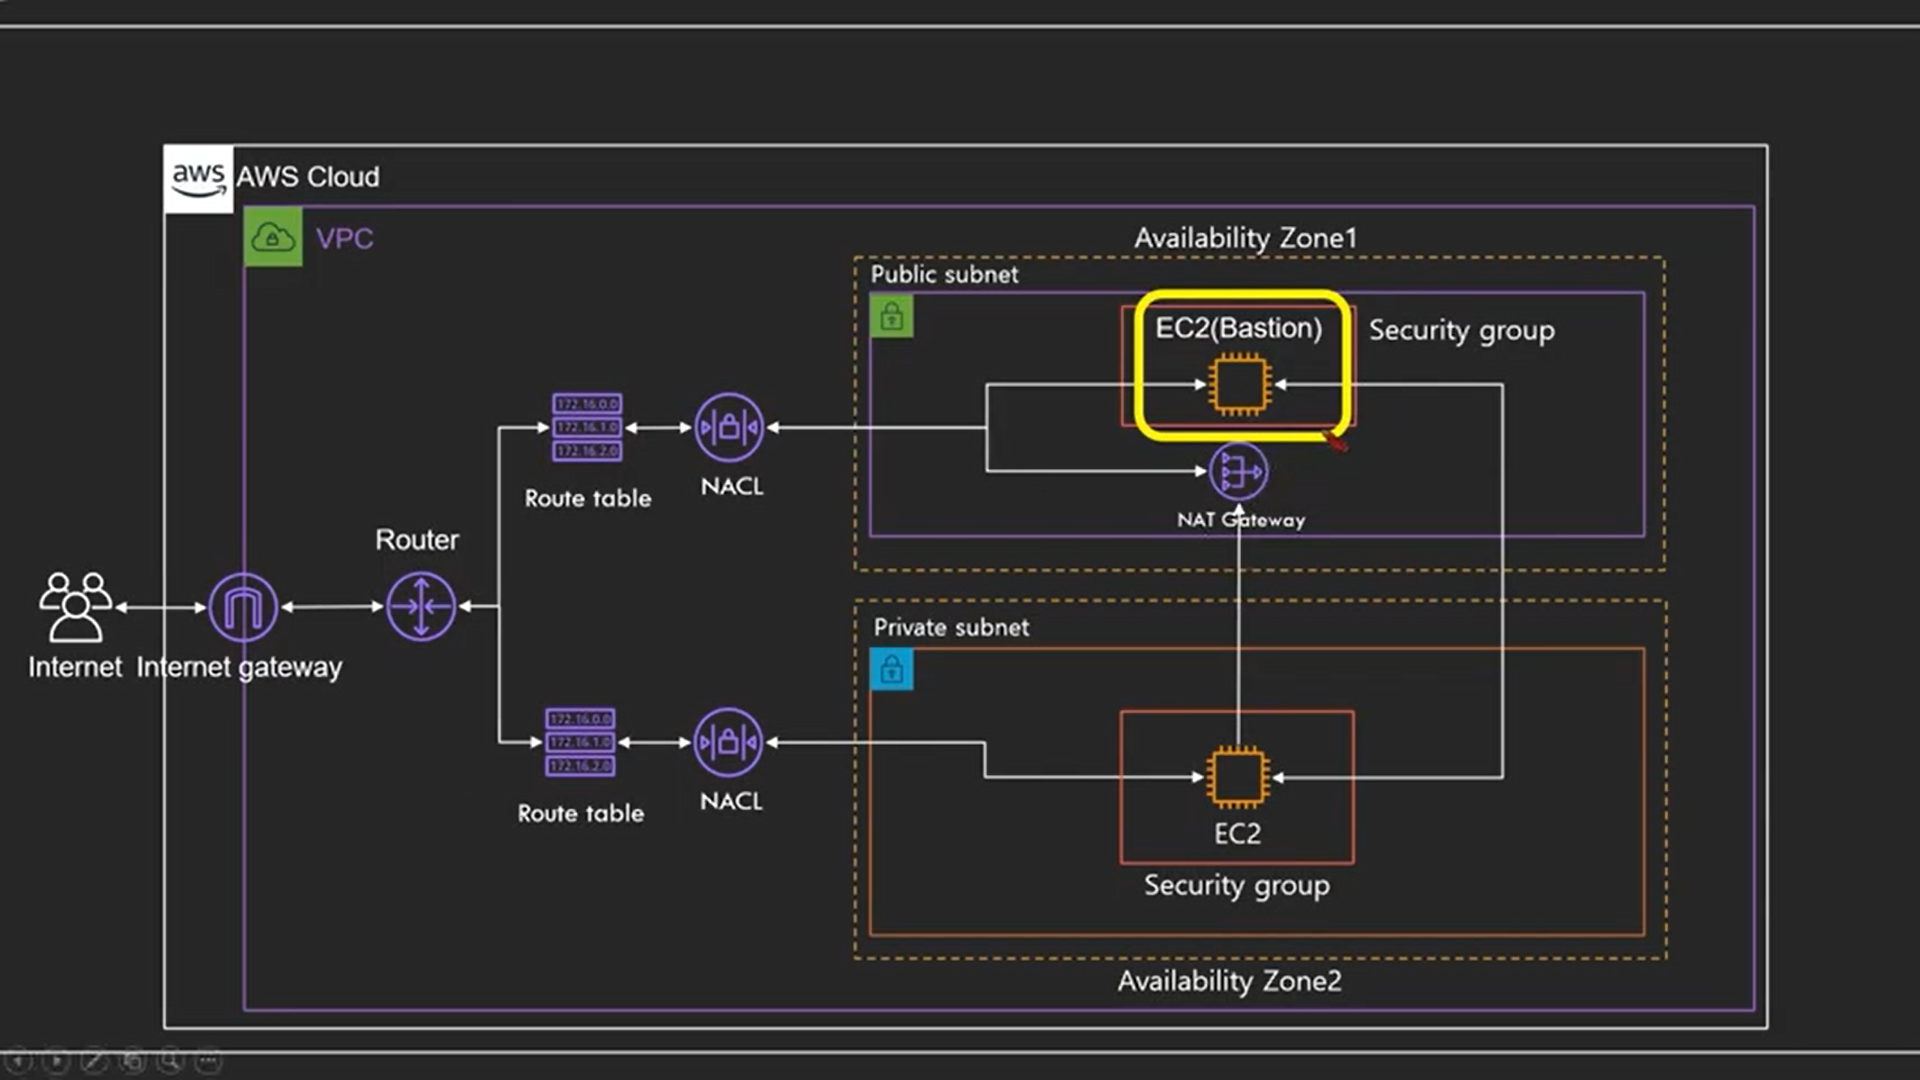 aws
AWS Cloud
VPC
Availability Zone1
Public subnet
EC2(Bastion)
Security group
172.16.0.0
172.16.1.0
172.16.2.0
Route table
NACL
NAT Gateway
Router
Internet
Internet gateway
Private subnet
172.16.0.0
172.16.1.0
172.16.2.0
Route table
NACL
EC2
Security group
Availability Zone2